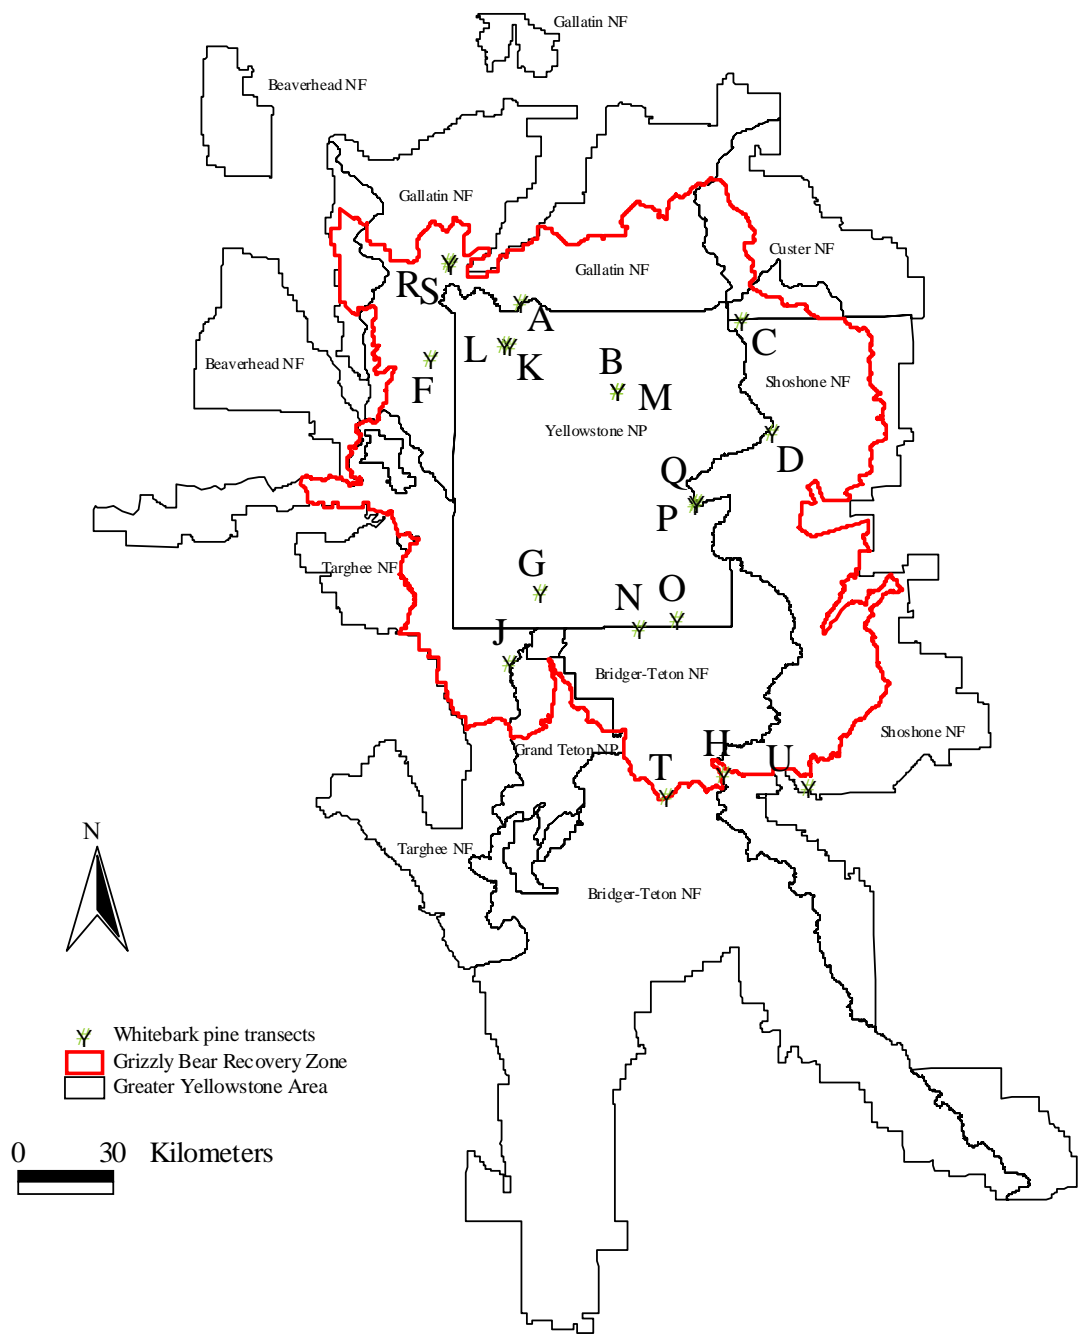 Gallatin NF
Beaverhead NF
Gallatin NF
Custer NF
Gallatin NF
R S
A
C
L K
Beaverhead NF
B
F
Shoshone NF
M
Yellowstone NP
D
Q
P
Targhee NF
G
N O
J
Bridger-Teton NF
Shoshone NF
Grand Teton NP
H U
T
N
Targhee NF
Bridger-Teton NF
Whitebark pine transects
Grizzly Bear Recovery Zone
Greater Yellowstone Area
0 30 Kilometers